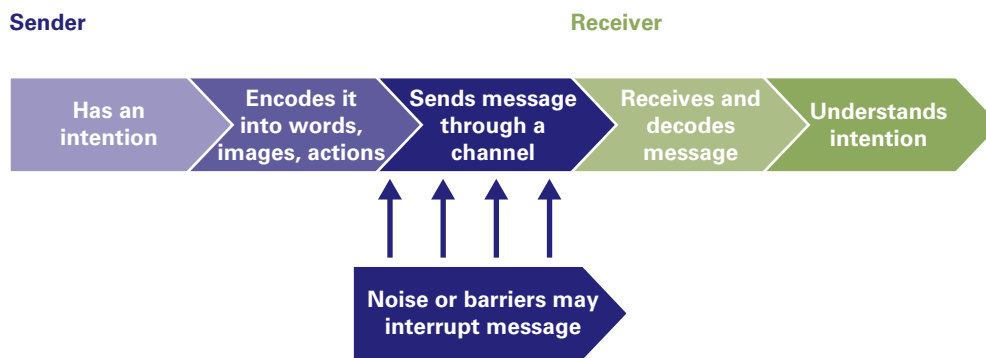 Sender
Receiver
Has an
intention
Encodes it
into words,
images, actions
Sends message
through a
channel
Receives and
decodes
message
Understands
intention
Noise or barriers may
interrupt message